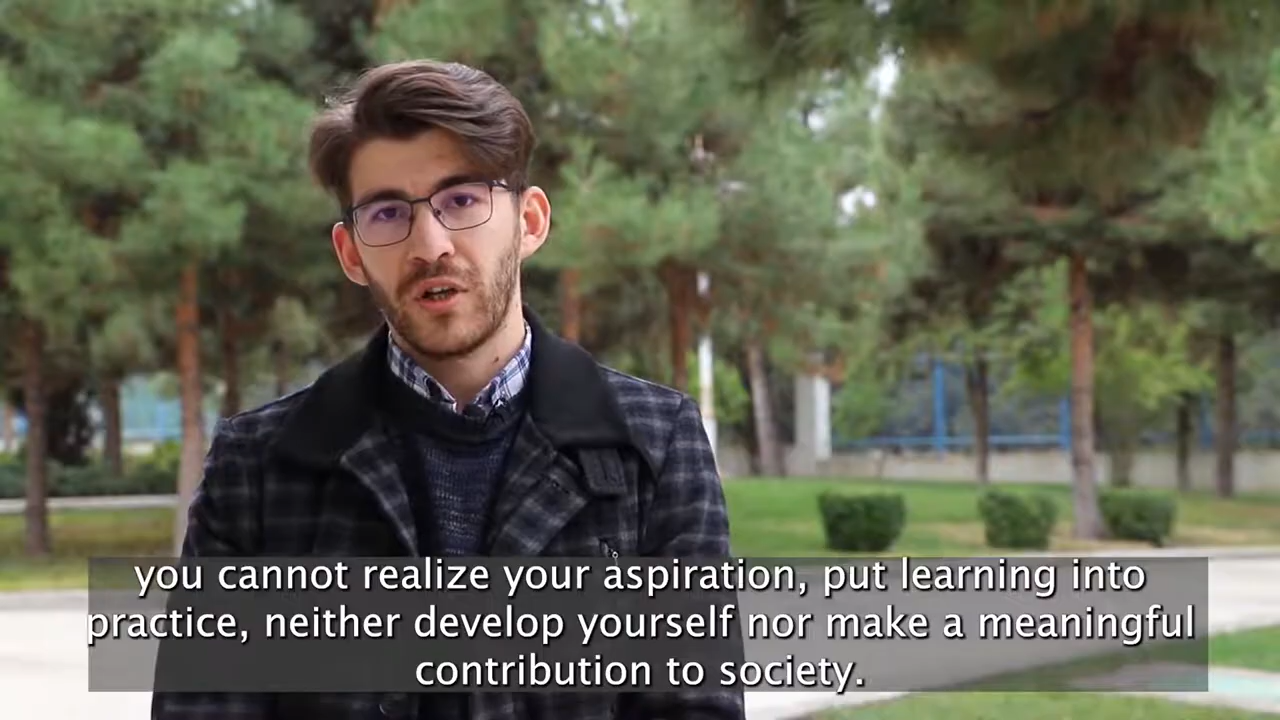 you cannot realize your aspiration, put learning into
practice, neither develop yourself nor make a meaningful
contribution to society.